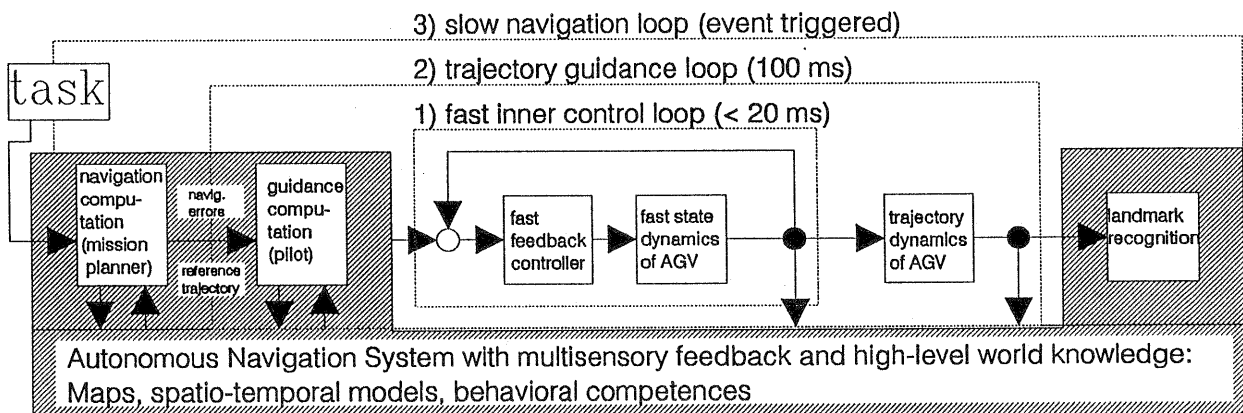 3) slow navigation loop (event triggered)
task
2) trajectory guidance loop (100 ms)
1) fast inner control loop (< 20 ms)
navigation
compu-
tation
(mission
planner)
navig.
errores
reference
trajectory
guidance
compu-
tation
(pilot)
fast
feedback
controller
fast state
dynamics
of AGV
trajectory
dynamics
of AGV
landmark
recognition
Autonomous Navigation System with multisensory feedback and high-level world knowledge:
Maps, spatio-temporal models, behavioral competences